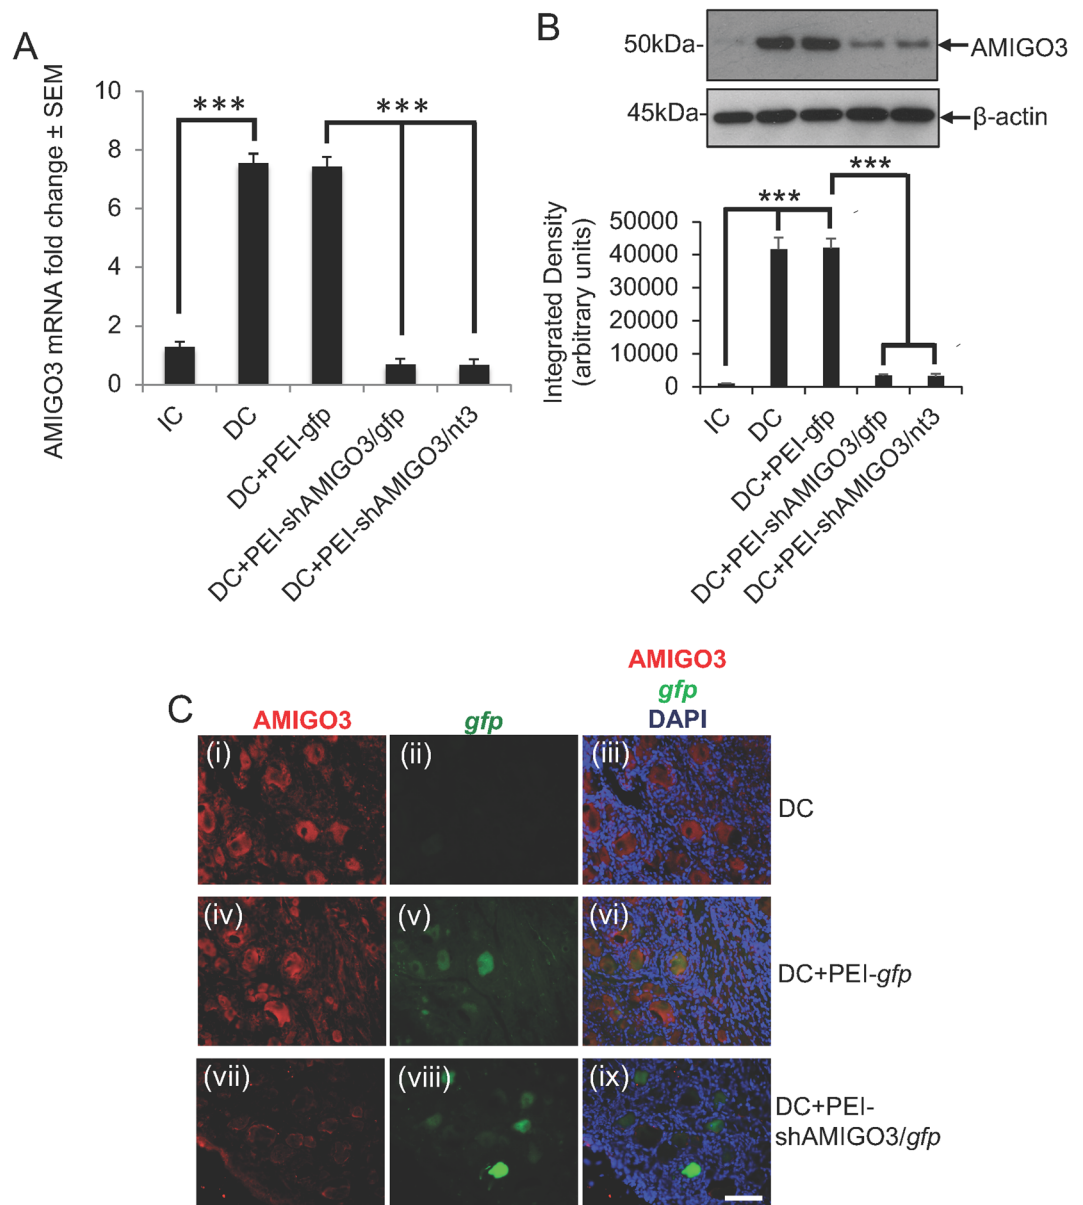 A
AMIGO3 mRNA fold change ± SEM
10
8
6
4
2
0
***
***
IC
DC
DC+PEI-gfp
DC+PEI-shAMIGO3/gfp
DC+PEI-shAMIGO3/nt3
B
50kDa-
AMIGO3
45kDa-
β-actin
***
***
Integrated Density
(arbitrary units)
50000
40000
30000
20000
10000
0
IC
DC
DC+PEI-gfp
DC+PEI-shAMIGO3/gfp
DC+PEI-shAMIGO3/nt3
C
AMIGO3
gfp
AMIGO3
gfp
DAPI
(i)
(ii)
(iii)
DC
(iv)
(v)
(vi)
DC+PEI-gfp
(vii)
(viii)
(ix)
DC+PEI-
shAMIGO3/gfp